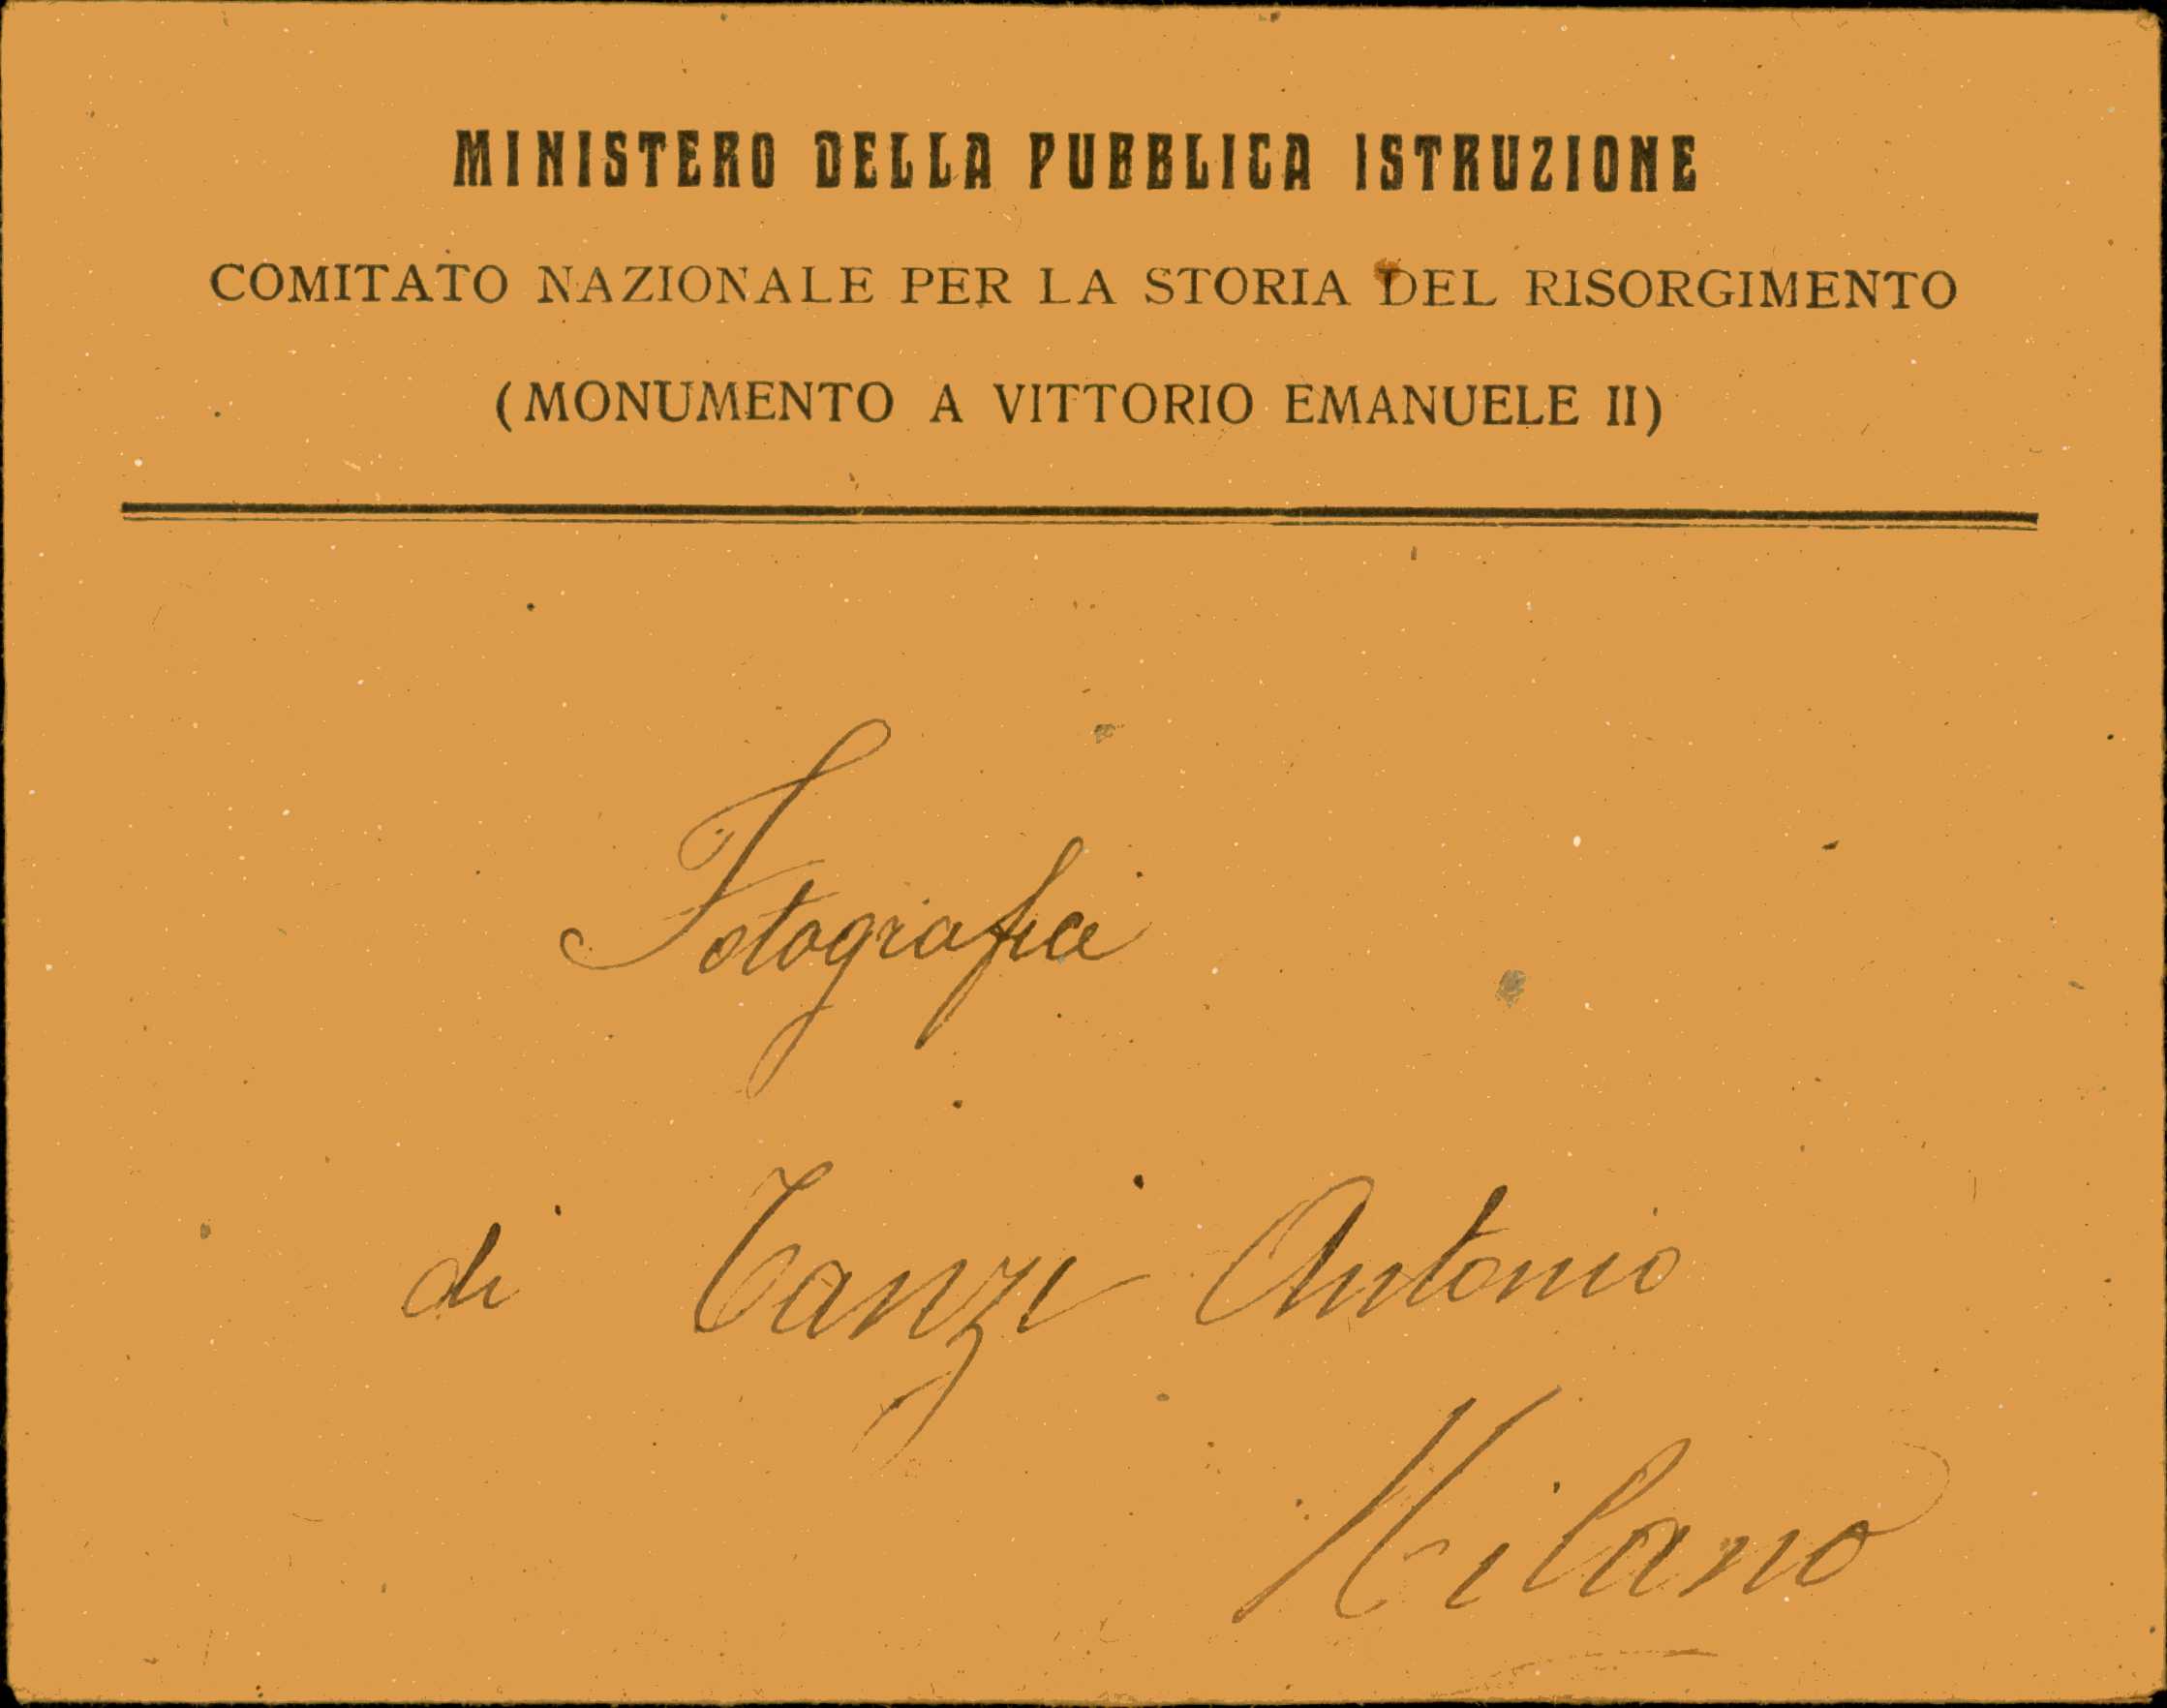 MINISTERO DELLA PUBBLICA ISTRUZIONE
COMITATO NAZIONALE PER LA STORIA DEL RISORGIMENTO
(MONUMENTO A VITTORIO EMANUELE II)
Fotografia
di Tanzi Antonio
Milano